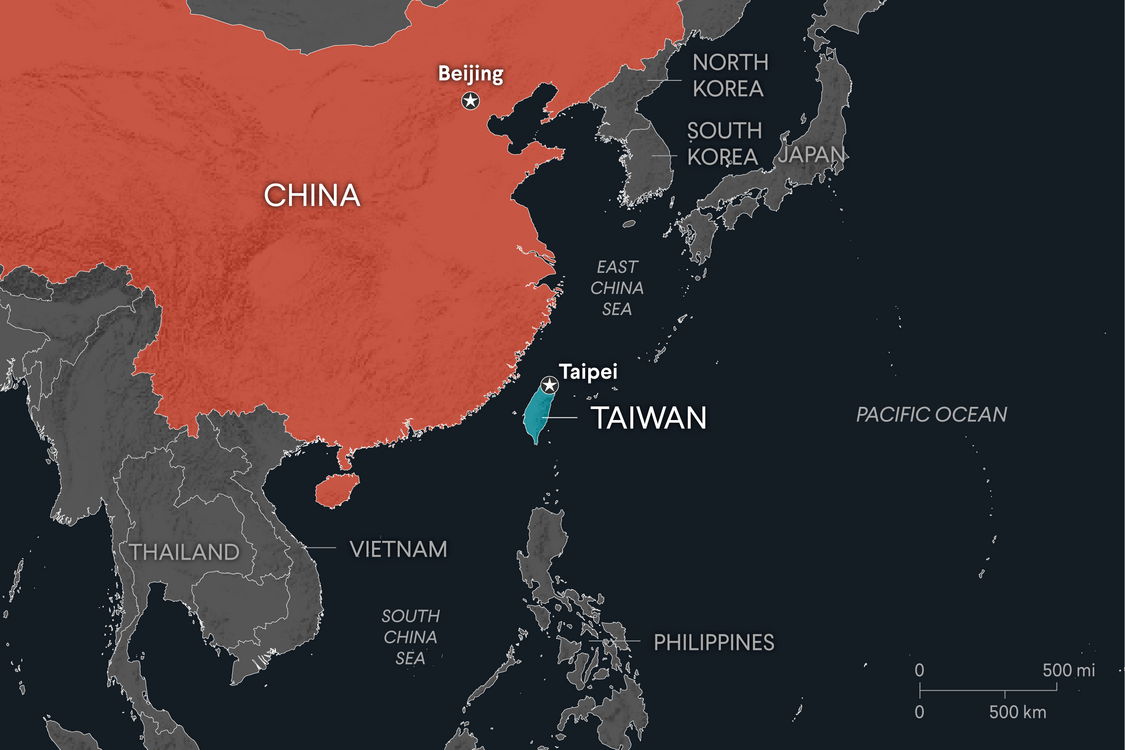 NORTH
KOREA
Beijing
SOUTH
KOREA
JAPAN
CHINA
EAST
CHINA
SEA
Taipei
TAIWAN
PACIFIC OCEAN
THAILAND
VIETNAM
SOUTH
CHINA
SEA
PHILIPPINES
0 500 mi
0 500 km